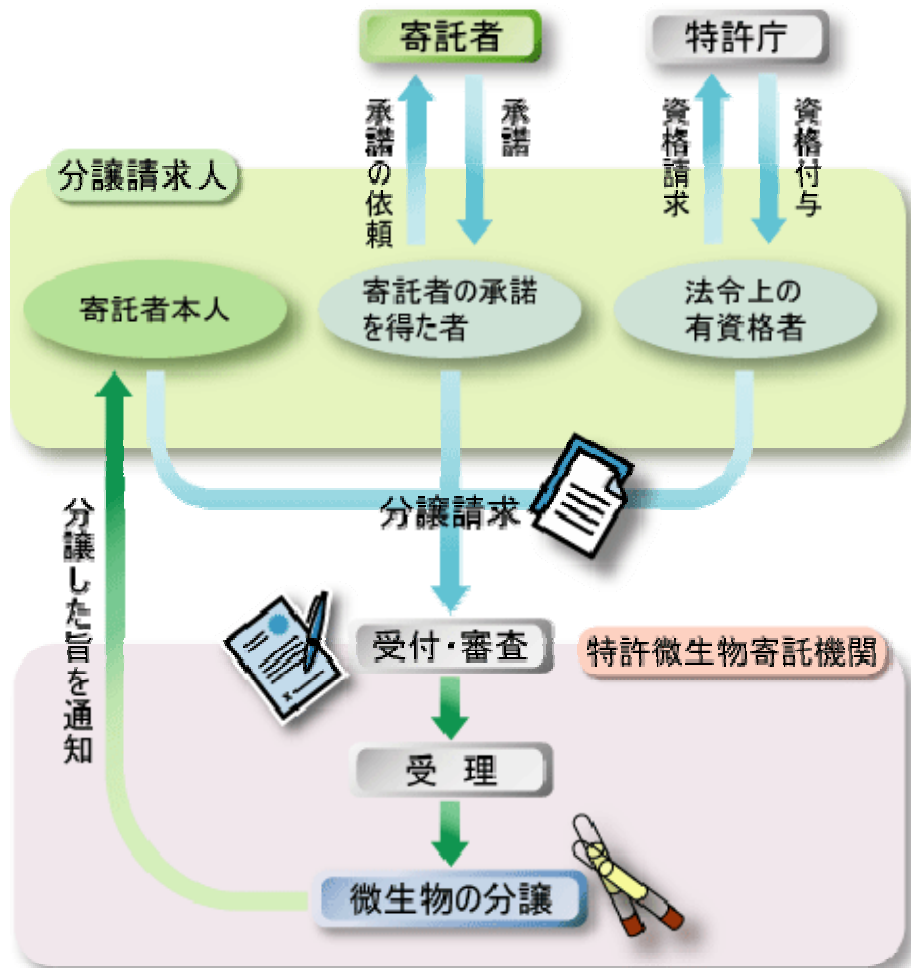 寄託者
特許庁
承諾の依頼
承諾
資格請求
資格付与
分譲請求人
寄託者本人
寄託者の承諾
を得た者
法令上の
有資格者
分譲請求
分譲した旨を通知
受付・審査
特許微生物寄託機関
受 理
微生物の分譲